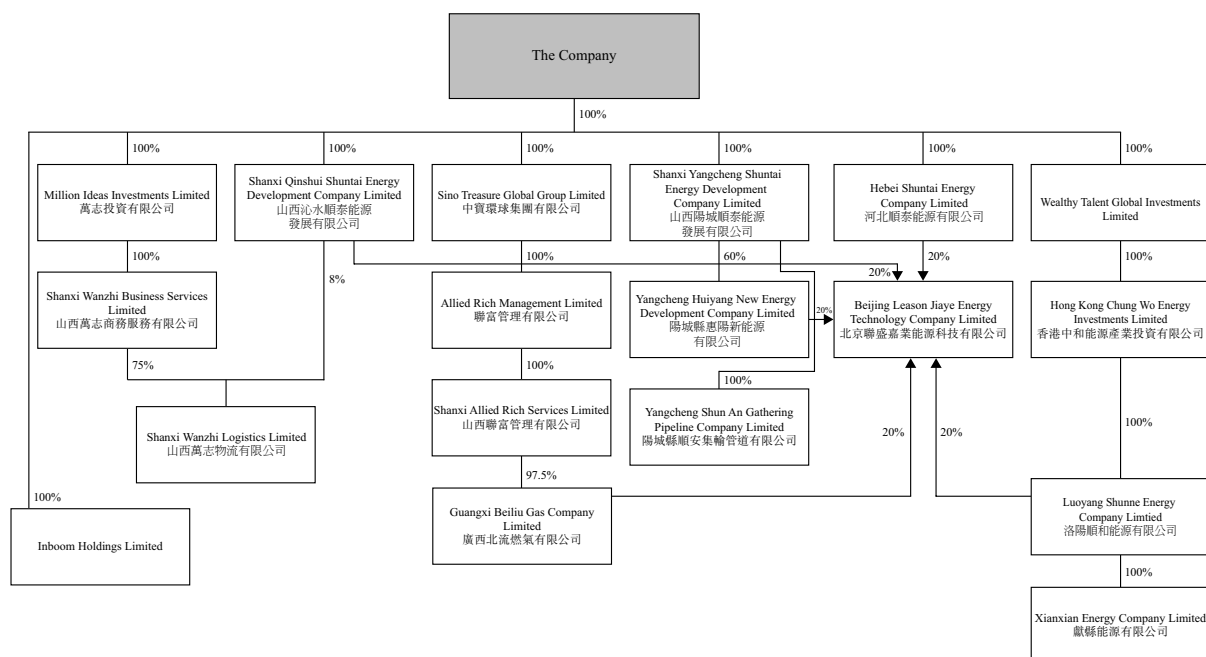 The Company
100%
100%
100%
100%
100%
100%
100%
Million Ideas Investments Limited
萬志投資有限公司
Shanxi Qinshui Shuntai Energy
Development Company Limited
山西沁水順泰能源
發展有限公司
Sino Treasure Global Group Limited
中寶環球集團有限公司
Shanxi Yangcheng Shuntai
Energy Development
Company Limited
山西陽城順泰能源
發展有限公司
Hebei Shuntai Energy
Company Limited
河北順泰能源有限公司
Wealthy Talent Global Investments
Limited
100%
8%
100%
60%
20%
20%
100%
Shanxi Wanzhi Business Services
Limited
山西萬志商務服務有限公司
Allied Rich Management Limited
聯富管理有限公司
Yangcheng Huiyang New Energy
Development Company Limited
陽城縣惠陽新能源
有限公司
20%
Beijing Leason Jiaye Energy
Technology Company Limited
北京聯盛嘉業能源科技有限公司
Hong Kong Chung Wo Energy
Investments Limited
香港中和能源產業投資有限公司
75%
100%
100%
Shanxi Wanzhi Logistics Limited
山西萬志物流有限公司
Shanxi Allied Rich Services Limited
山西聯富管理有限公司
Yangcheng Shun An Gathering
Pipeline Company Limited
陽城縣順安集輸管道有限公司
20%
20%
100%
97.5%
100%
Inboom Holdings Limited
Guangxi Beiliu Gas Company
Limited
廣西北流燃氣有限公司
Luoyang Shunne Energy
Company Limtied
洛陽順和能源有限公司
100%
Xianxian Energy Company Limited
獻縣能源有限公司